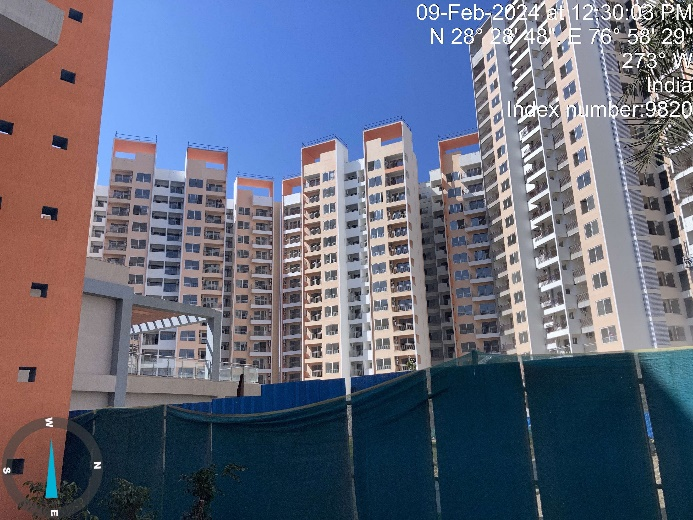 09-Feb-2024 at 12:30:03 PM
N 28° 28' 48", E 76° 58' 29"
273° W
India
Index number:9820
W
N
S
E